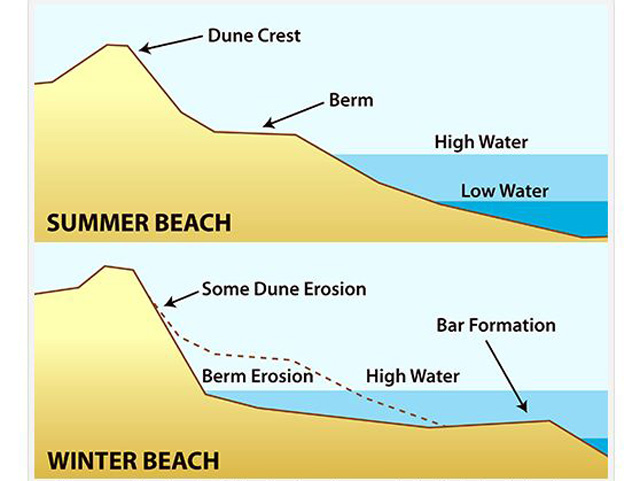 Dune Crest
Berm
High Water
Low Water
SUMMER BEACH
Some Dune Erosion
Bar Formation
Berm Erosion
High Water
WINTER BEACH